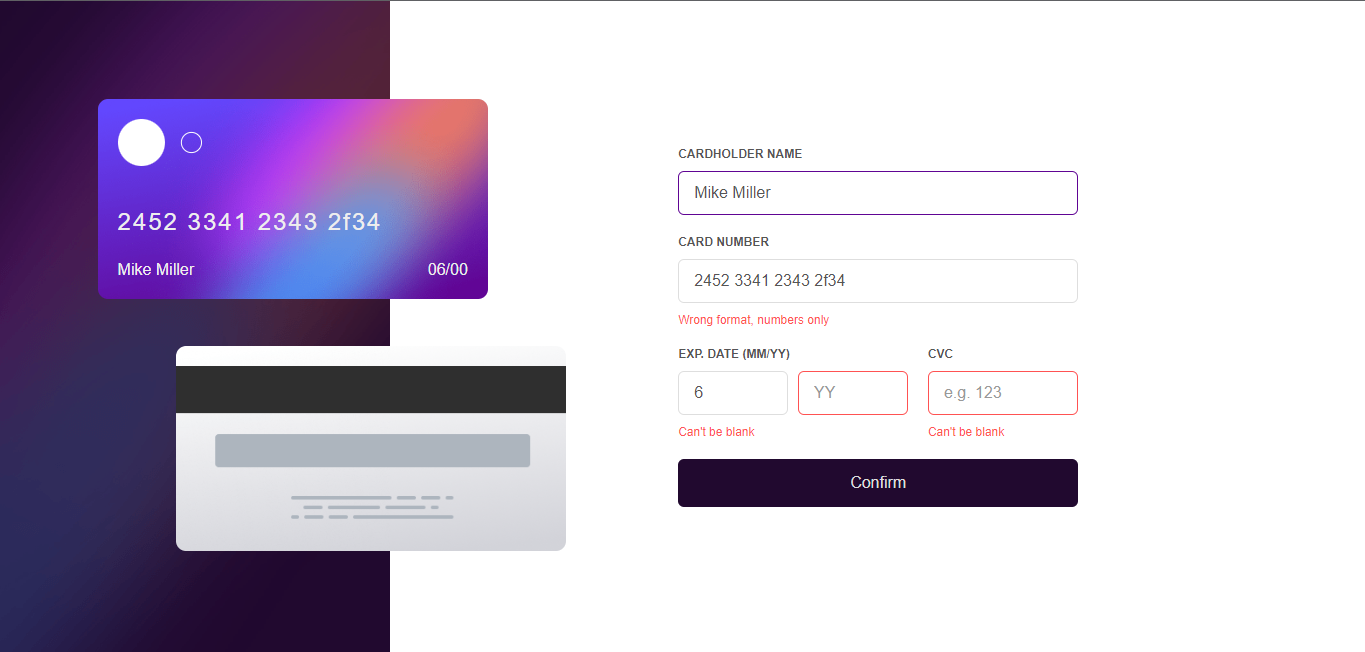 2452 3341 2343 2f34
Mike Miller 06/00
CARDHOLDER NAME
Mike Miller
CARD NUMBER
2452 3341 2343 2f34
Wrong format, numbers only
EXP. DATE (MM/YY) CVC
6 YY e.g. 123
Can't be blank Can't be blank
Confirm